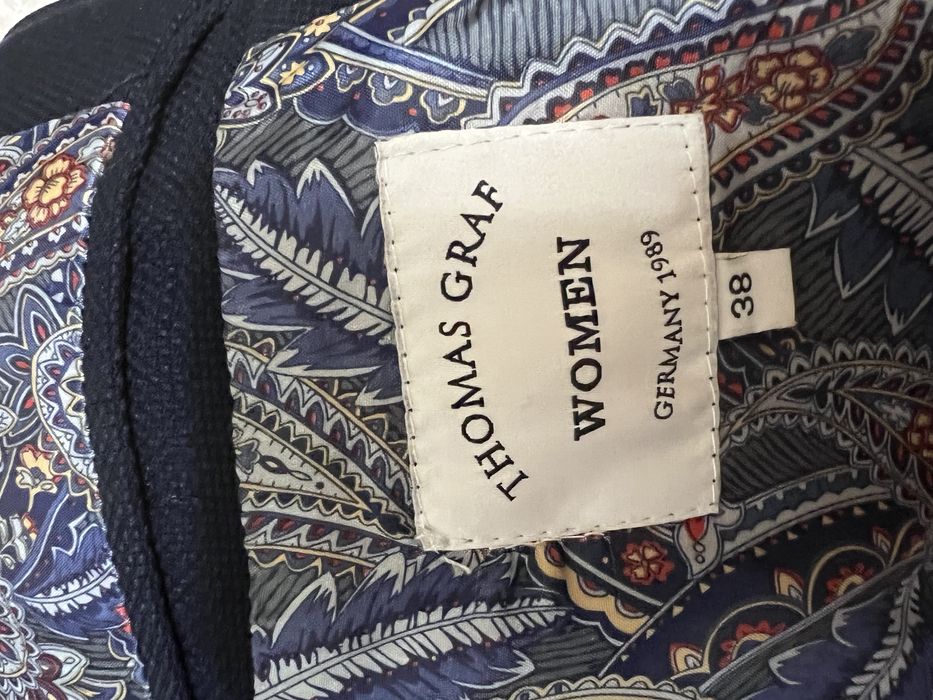 THOMAS GRAF
WOMEN
GERMANY 1989
38